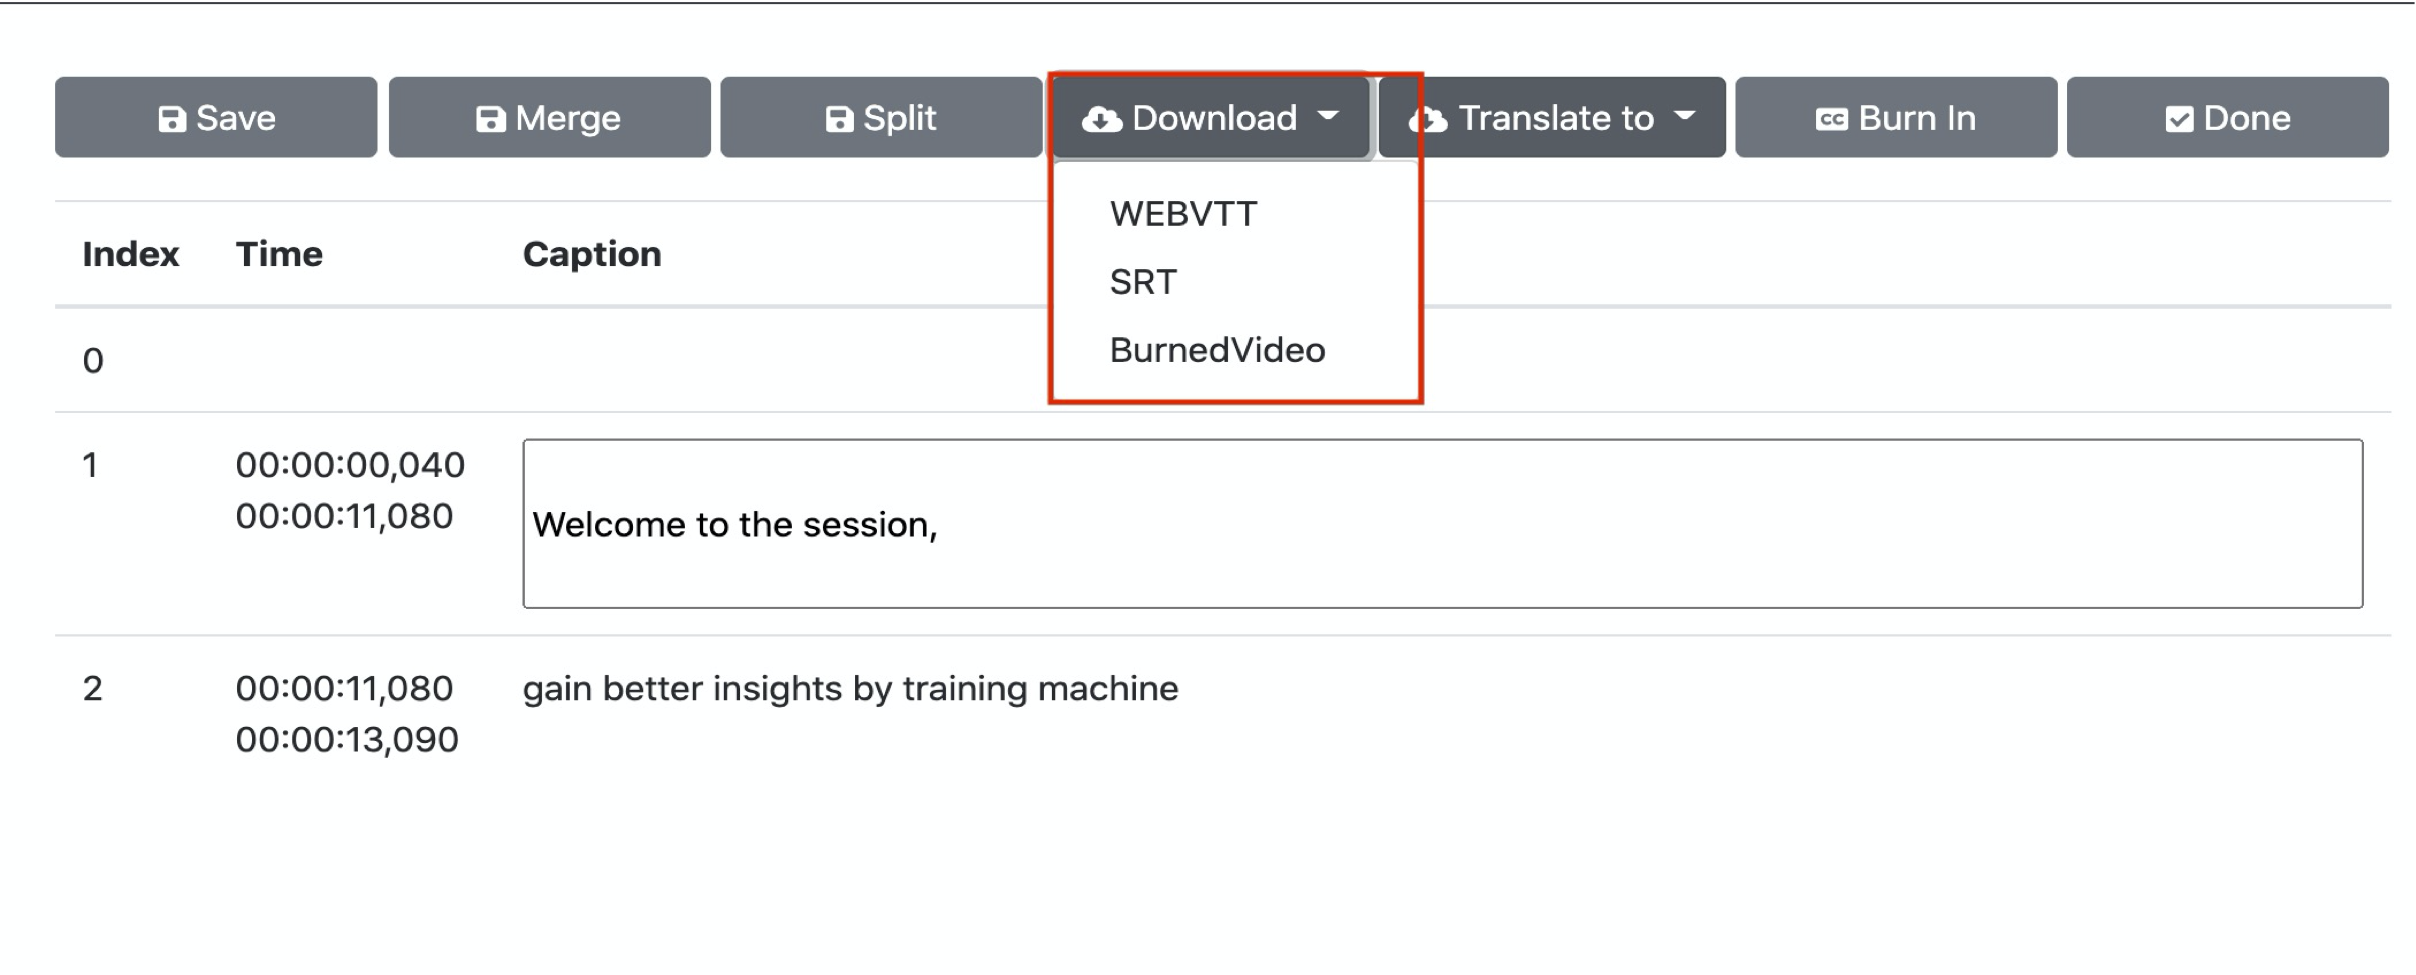 Save Merge Split Download Translate to CC Burn In Done
WEBVTT
SRT
BurnedVideo
Index Time Caption
0
1 00:00:00,040
00:00:11,080
Welcome to the session,
2 00:00:11,080 gain better insights by training machine
00:00:13,090